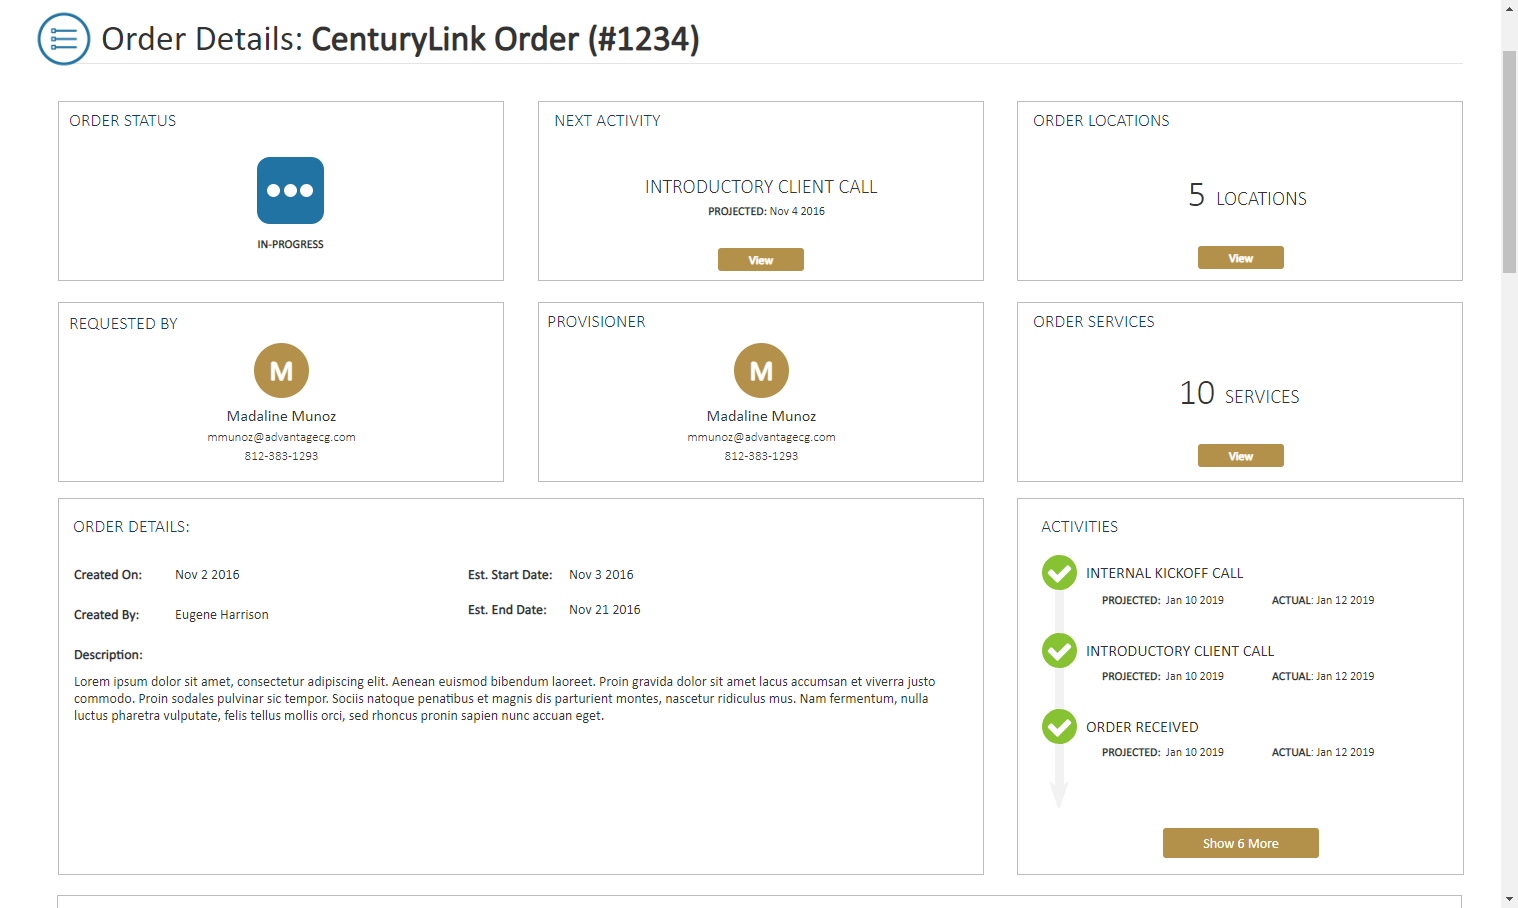 Order Details: CenturyLink Order (#1234)
ORDER STATUS
IN-PROGRESS
NEXT ACTIVITY
INTRODUCTORY CLIENT CALL
PROJECTED: Nov 4 2016
View
ORDER LOCATIONS
5 LOCATIONS
View
REQUESTED BY
M
Madaline Munoz
mmunoz@advantagecg.com
812-383-1293
PROVISIONER
M
Madaline Munoz
mmunoz@advantagecg.com
812-383-1293
ORDER SERVICES
10 SERVICES
View
ORDER DETAILS:
Created On: Nov 2 2016
Est. Start Date: Nov 3 2016
Created By: Eugene Harrison
Est. End Date: Nov 21 2016
Description:
Lorem ipsum dolor sit amet, consectetur adipiscing elit. Aenean euismod bibendum laoreet. Proin gravida dolor sit amet lacus accumsan et viverra justo
commodo. Proin sodales pulvinar sic tempor. Sociis natoque penatibus et magnis dis parturient montes, nascetur ridiculus mus. Nam fermentum, nulla
luctus pharetra vulputate, felis tellus mollis orci, sed rhoncus pronin sapien nunc accuan eget.
ACTIVITIES
INTERNAL KICKOFF CALL
PROJECTED: Jan 10 2019 ACTUAL: Jan 12 2019
INTRODUCTORY CLIENT CALL
PROJECTED: Jan 10 2019 ACTUAL: Jan 12 2019
ORDER RECEIVED
PROJECTED: Jan 10 2019 ACTUAL: Jan 12 2019
Show 6 More